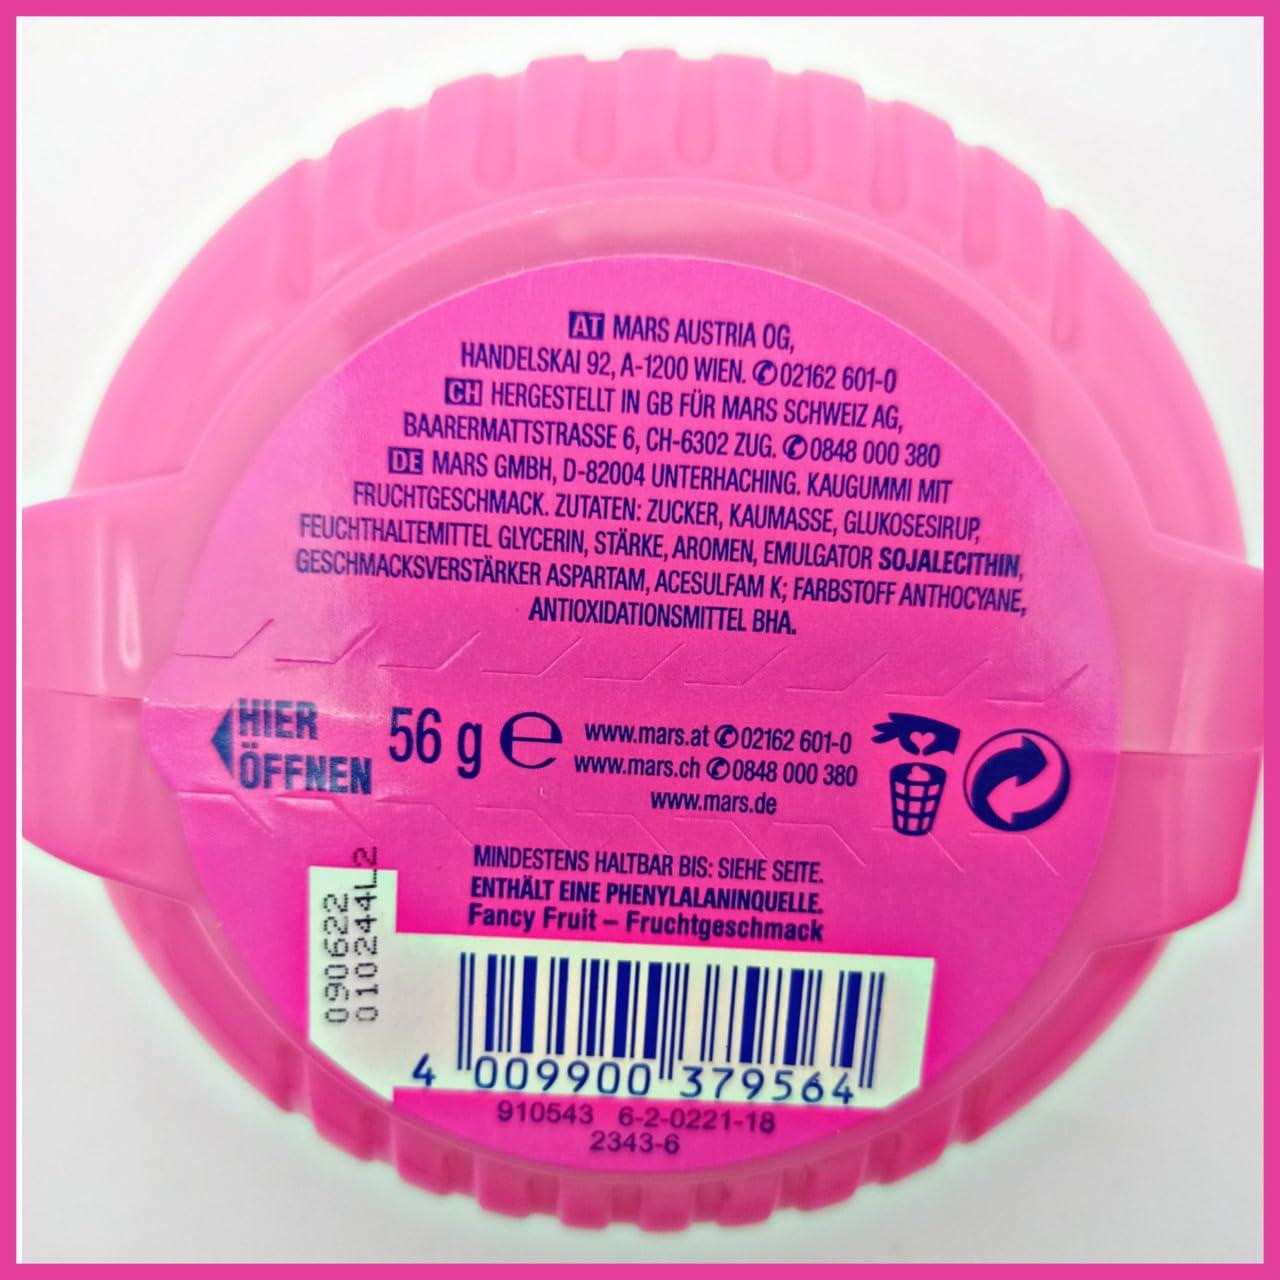 AT MARS AUSTRIA OG,
HANDELSKAI 92, A-1200 WIEN. ✆02162 601-0
CH HERGESTELLT IN GB FÜR MARS SCHWEIZ AG,
BAARERMATTSTRASSE 6, CH-6302 ZUG. ✆0848 000 380
DE MARS GMBH, D-82004 UNTERHACHING. KAUGUMMI MIT
FRUCHTGESCHMACK. ZUTATEN: ZUCKER, KAUMASSE, GLUKOSESIRUP,
FEUCHTHALTEMITTEL GLYCERIN, STÄRKE, AROMEN, EMULGATOR SOJALECITHIN,
GESCHMACKSVERSTÄRKER ASPARTAM, ACESULFAM K; FARBSTOFF ANTHOCYANE,
ANTIOXIDATIONSMITTEL BHA.
HIER
ÖFFNEN
56 g ℮
www.mars.at ✆02162 601-0
www.mars.ch ✆0848 000 380
www.mars.de
MINDESTENS HALTBAR BIS: SIEHE SEITE.
ENTHÄLT EINE PHENYLALANINQUELLE.
Fancy Fruit – Fruchtgeschmack
090622
010244L2
4 009900 379564
910543 6-2-0221-18
2343-6